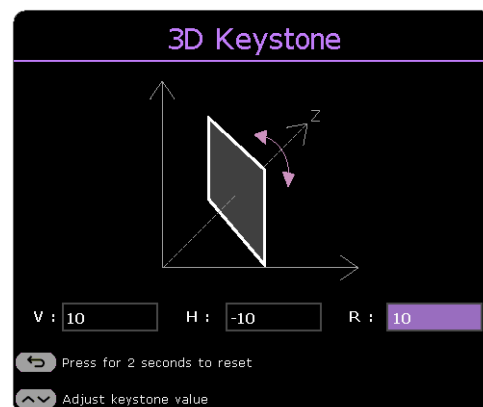 3D Keystone
Z
V : 10 H : -10 R : 10
Press for 2 seconds to reset
Adjust keystone value